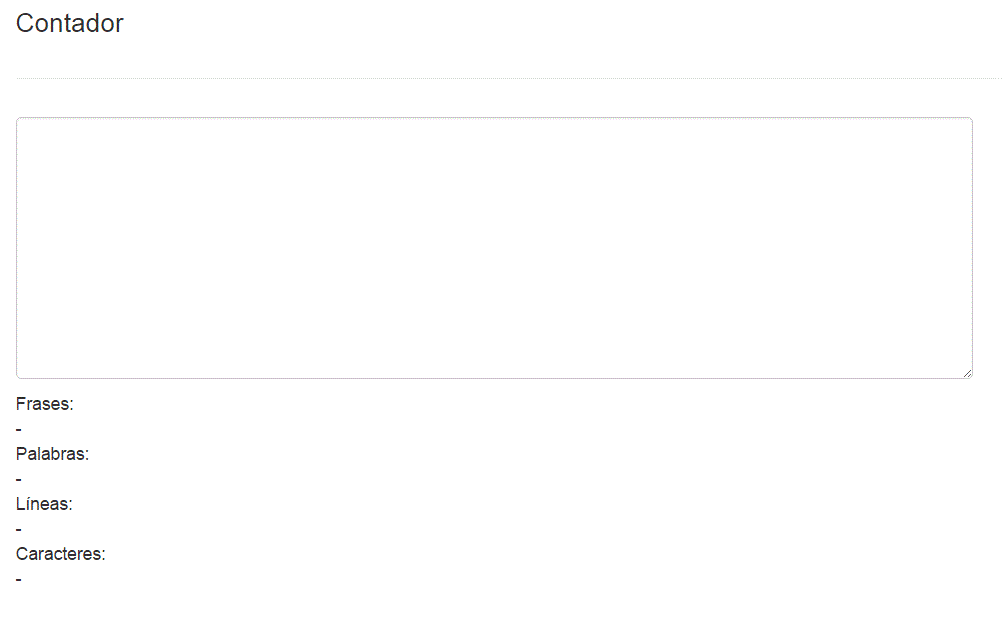 Contador
Frases:
-
Palabras:
-
Líneas:
-
Caracteres:
-